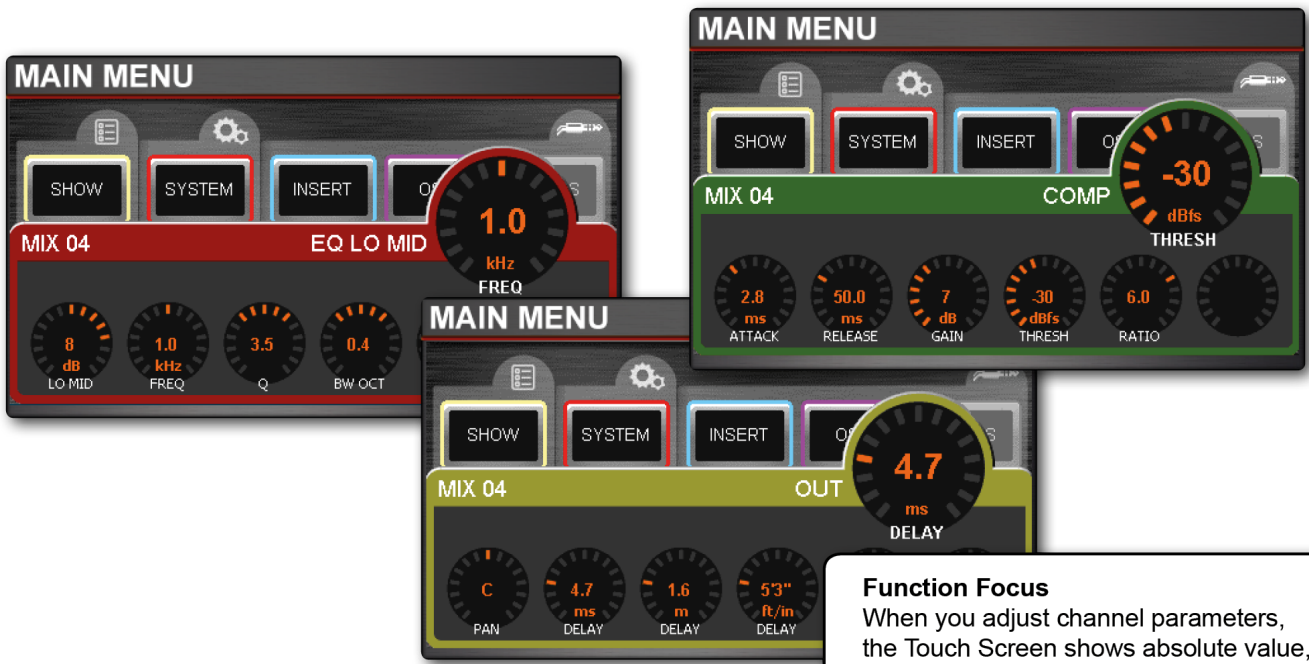 MAIN MENU
SHOW SYSTEM INSERT
1.0
kHz
FREQ
MIX 04 EQ LO MID
8 1.0 3.5 0.4
dB kHz
LO MID FREQ Q BW OCT
MAIN MENU
SHOW SYSTEM INSERT
-30
dBfs
THRESH
MIX 04 COMP
2.8 50.0 7 -30 6.0
ms ms dB dBfs
ATTACK RELEASE GAIN THRESH RATIO
MAIN MENU
SHOW SYSTEM INSERT
4.7
ms
DELAY
MIX 04 OUT
C 4.7 1.6 5'3"
ms m ft/in
PAN DELAY DELAY DELAY
Function Focus
When you adjust channel parameters,
the Touch Screen shows absolute value,